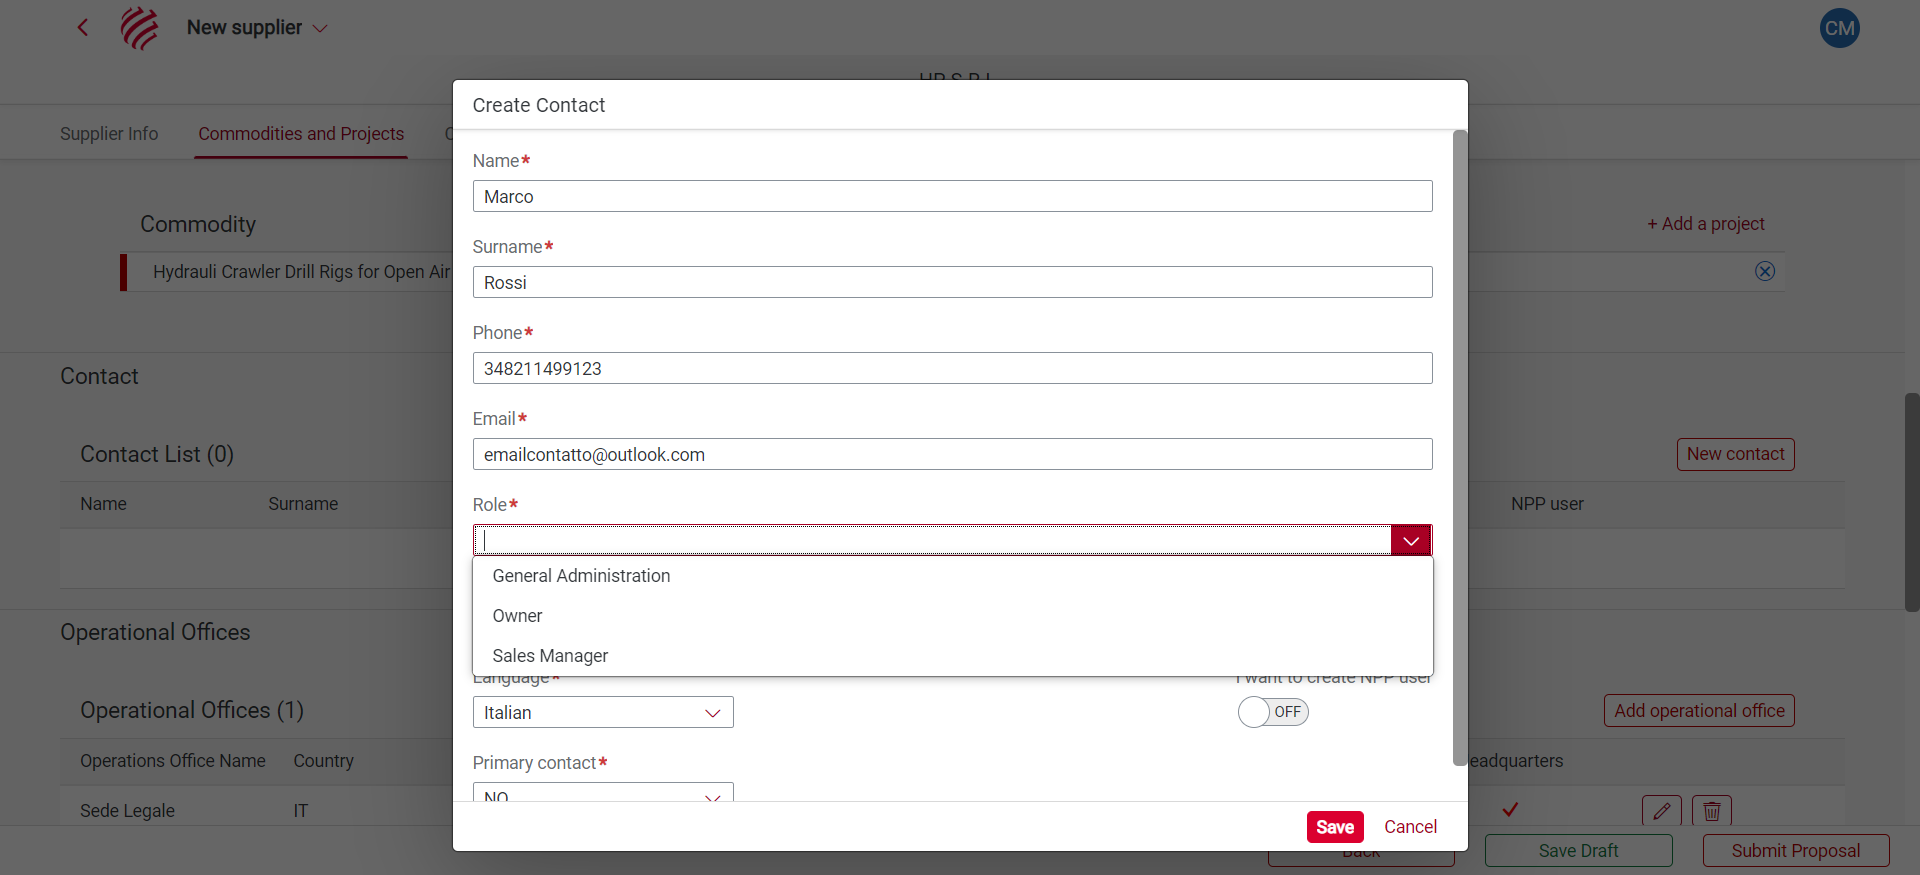 New supplier
CM
HP S.R.L.
Create Contact
Supplier Info
Commodities and Projects
Name*
Marco
Commodity
+ Add a project
Surname*
Hydrauli Crawler Drill Rigs for Open Air
Rossi
Phone*
348211499123
Contact
Email*
Contact List (0)
New contact
emailcontatto@outlook.com
Name
Surname
Role*
NPP user
General Administration
Owner
Operational Offices
Sales Manager
Language*
I want to create NPP user
Operational Offices (1)
Add operational office
Italian
OFF
Operations Office Name
Country
Primary contact*
eadquarters
NO
Sede Legale
IT
Save
Cancel
Back
Save Draft
Submit Proposal